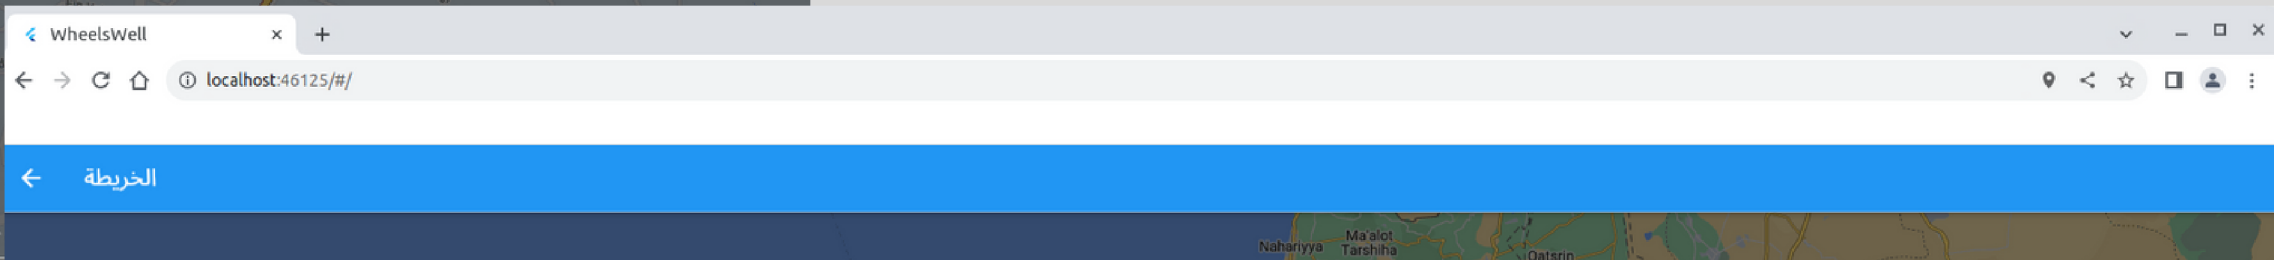 WheelsWell
localhost:46125/#/
الخريطة
Nahariyya
Ma'alot
Tarshiha
Qatsrin